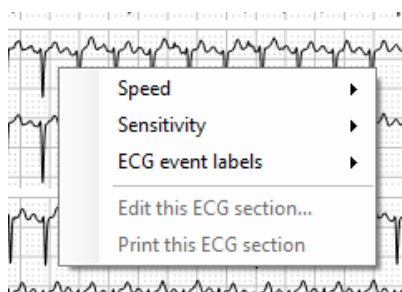 Speed
Sensitivity
ECG event labels
Edit this ECG section...
Print this ECG section